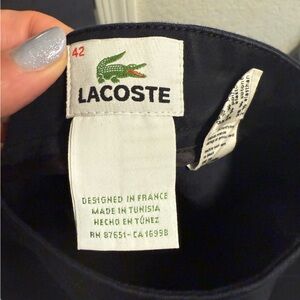 42
LACOSTE
DESIGNED IN FRANCE
MADE IN TUNISIA
HECHO EN TÚNEZ
RN 87651-CA 16998